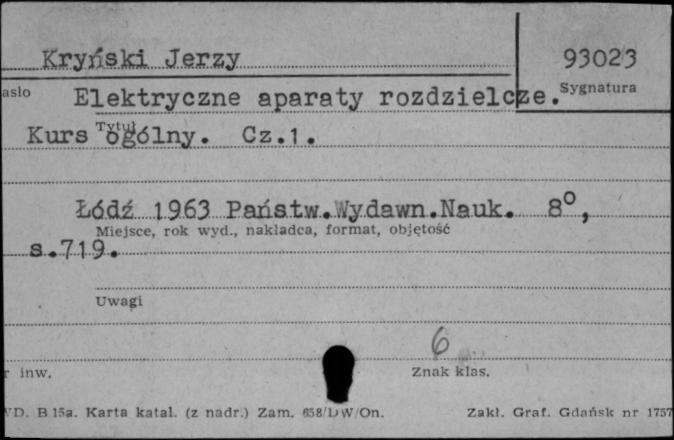 Kryński Jerzy 93023
asło Sygnatura
Elektryczne aparaty rozdzielcze.
Tytuł
Kurs ogólny. Cz.1.
Łódź 1963 Państw.Wydawn.Nauk. 8°,
Miejsce, rok wyd., nakładca, format, objętość
s.719.
Uwagi
6
r inw. Znak klas.
D. B 15a. Karta katal. (z nadr.) Zam. 658/DW/On. Zakł. Graf. Gdańsk nr 1757